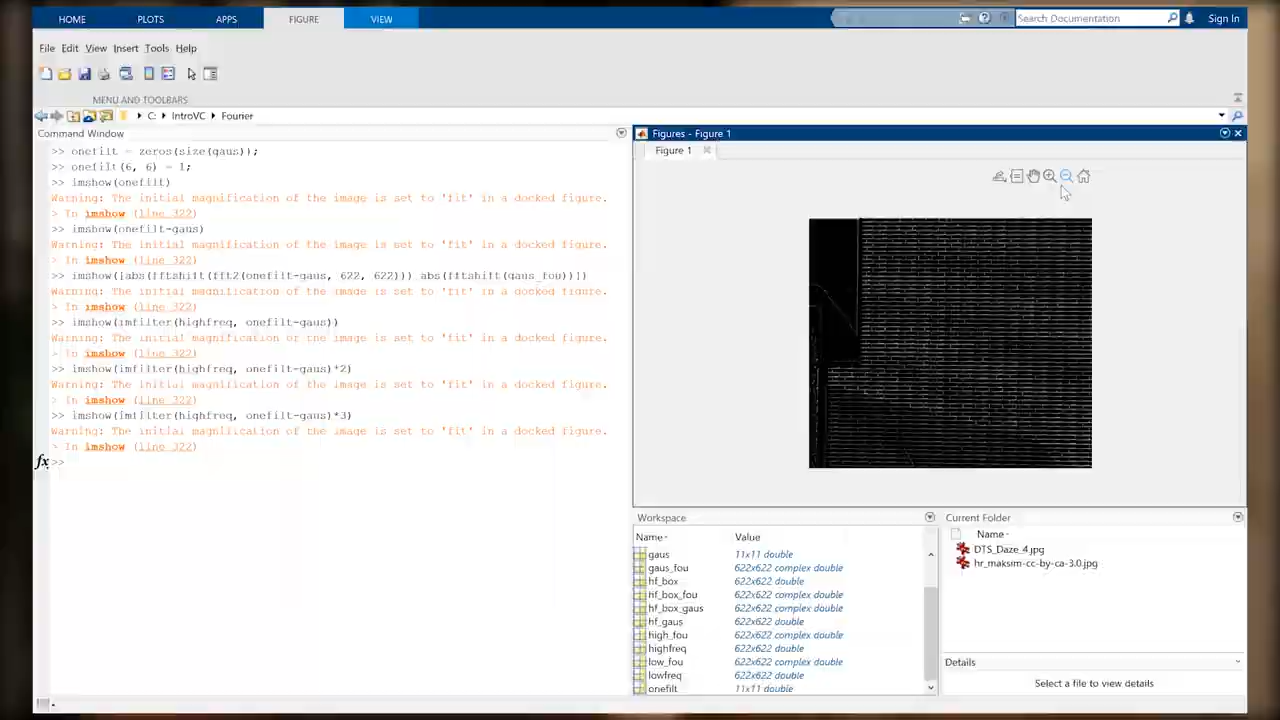 HOME PLOTS APPS FIGURE VIEW Search Documentation Sign In
File Edit View Insert Tools Help
MENU AND TOOLBARS
C: IntroVC Fourier
Command Window
>> onefilt = zeros(size(gaus));
>> onefilt(6, 6) = 1;
>> imshow(onefilt)
Warning: The initial magnification of the image is set to 'fit' in a docked figure.
> In imshow (line 322)
>> imshow(onefilt-gaus)
Warning: The initial magnification of the image is set to 'fit' in a docked figure.
> In imshow (line 322)
>> imshow([abs(fftshift(fft2(onefilt-gaus, 622, 622))) abs(fftshift(gaus_fou))])
Warning: The initial magnification of the image is set to 'fit' in a docked figure.
> In imshow (line 322)
>> imshow(imfilter(highfreq, onefilt-gaus))
Warning: The initial magnification of the image is set to 'fit' in a docked figure.
> In imshow (line 322)
>> imshow(imfilter(highfreq, onefilt-gaus)*2)
Warning: The initial magnification of the image is set to 'fit' in a docked figure.
> In imshow (line 322)
>> imshow(imfilter(highfreq, onefilt-gaus)*3)
Warning: The initial magnification of the image is set to 'fit' in a docked figure.
> In imshow (line 322)
fx >>
Figures - Figure 1
Figure 1
Workspace
Name Value
gaus 11x11 double
gaus_fou 622x622 complex double
hf_box 622x622 double
hf_box_fou 622x622 complex double
hf_box_gaus 622x622 complex double
hf_gaus 622x622 double
high_fou 622x622 complex double
highfreq 622x622 double
low_fou 622x622 complex double
lowfreq 622x622 double
onefilt 11x11 double
Current Folder
Name
DTS_Daze_4.jpg
hr_maksim-cc-by-ca-3.0.jpg
Details
Select a file to view details